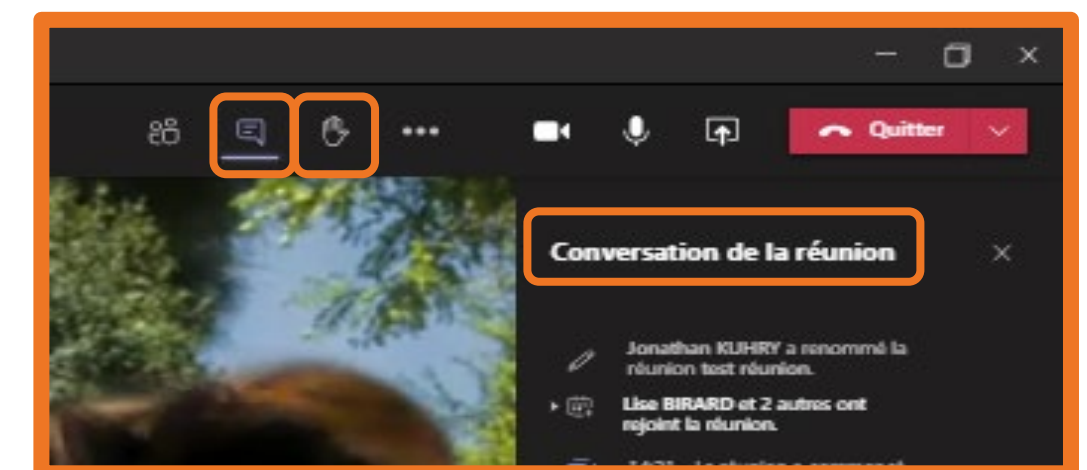 Quitter
Conversation de la réunion
Jonathan KUHRY a renommé la
réunion test réunion.
Lise BIRARD et 2 autres ont
rejoint la réunion.